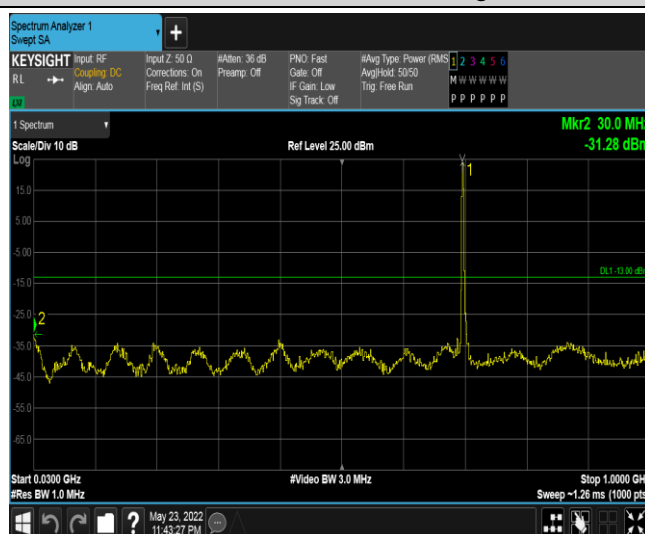 Spectrum Analyzer 1
Swept SA
+
KEYSIGHT
RL
LW
Input: RF
Coupling: DC
Align: Auto
Input Z: 50 Ω
Corrections: On
Freq Ref: Int (S)
#Atten: 36 dB
Preamp: Off
PNO: Fast
Gate: Off
IF Gain: Low
Sig Track: Off
#Avg Type: Power (RMS
Avg|Hold: 50/50
Trig: Free Run
1 2 3 4 5 6
M W W W W W
P P P P P P
1 Spectrum
Scale/Div 10 dB
Ref Level 25.00 dBm
Mkr2 30.0 MHz
-31.28 dBm
Log
15.0
5.00
-5.00
-15.0
-25.0
-35.0
-45.0
-55.0
-65.0
1
2
DL1 -13.00 dBm
Start 0.0300 GHz
#Res BW 1.0 MHz
#Video BW 3.0 MHz
Stop 1.0000 GHz
Sweep ~1.26 ms (1000 pts
?
May 23, 2022
11:43:27 PM